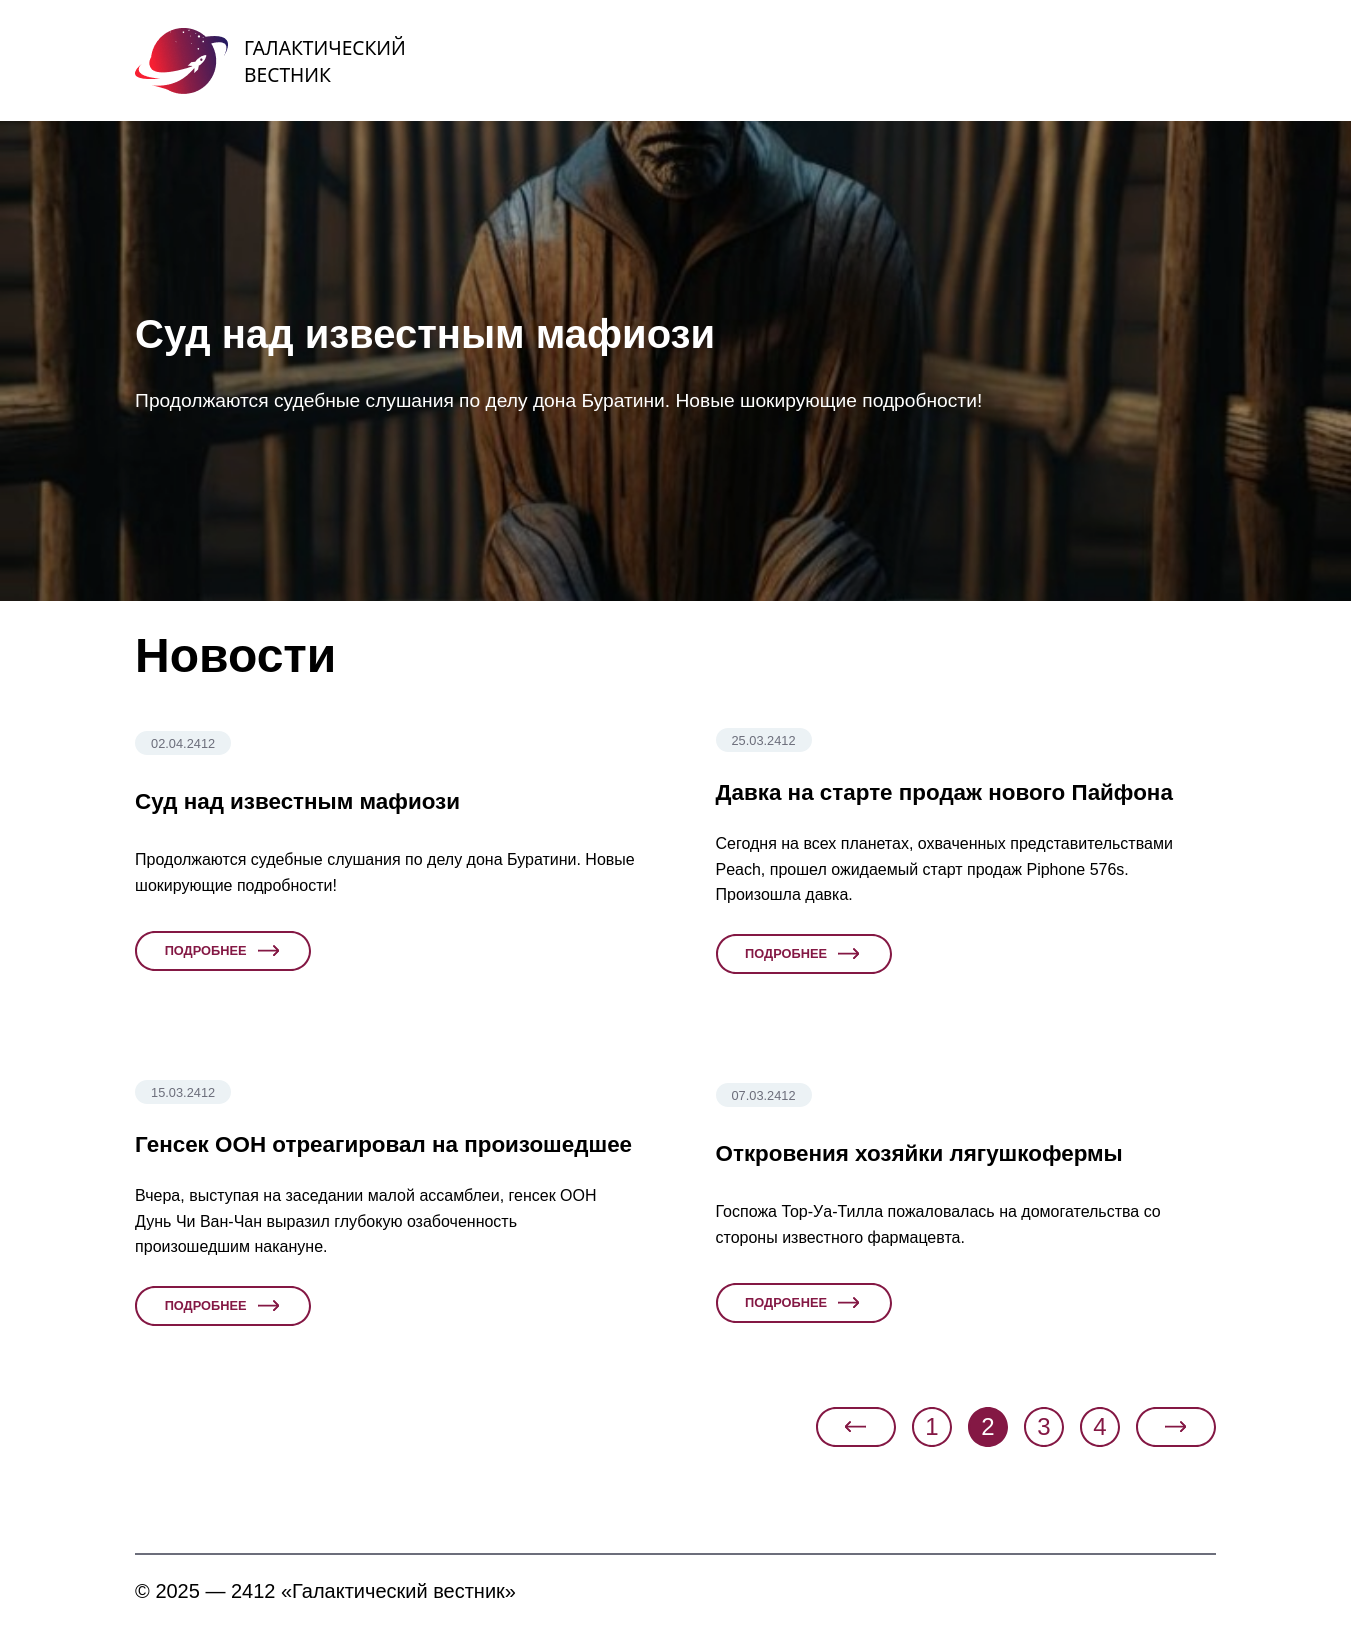 ГАЛАКТИЧЕСКИЙ
ВЕСТНИК
Суд над известным мафиози
Продолжаются судебные слушания по делу дона Буратини. Новые шокирующие подробности!
Новости
02.04.2412
Суд над известным мафиози
Продолжаются судебные слушания по делу дона Буратини. Новые
шокирующие подробности!
ПОДРОБНЕЕ
25.03.2412
Давка на старте продаж нового Пайфона
Сегодня на всех планетах, охваченных представительствами
Peach, прошел ожидаемый старт продаж Piphone 576s.
Произошла давка.
ПОДРОБНЕЕ
15.03.2412
Генсек ООН отреагировал на произошедшее
Вчера, выступая на заседании малой ассамблеи, генсек ООН
Дунь Чи Ван-Чан выразил глубокую озабоченность
произошедшим накануне.
ПОДРОБНЕЕ
07.03.2412
Откровения хозяйки лягушкофермы
Госпожа Тор-Уа-Тилла пожаловалась на домогательства со
стороны известного фармацевта.
ПОДРОБНЕЕ
1 2 3 4
© 2025 — 2412 «Галактический вестник»